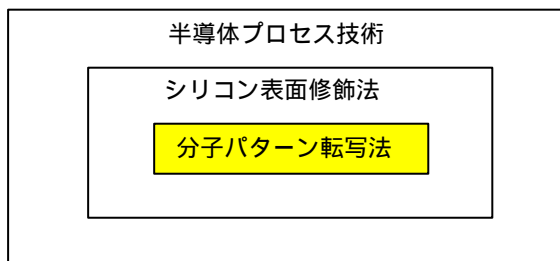 半導体プロセス技術
シリコン表面修飾法
分子パターン転写法